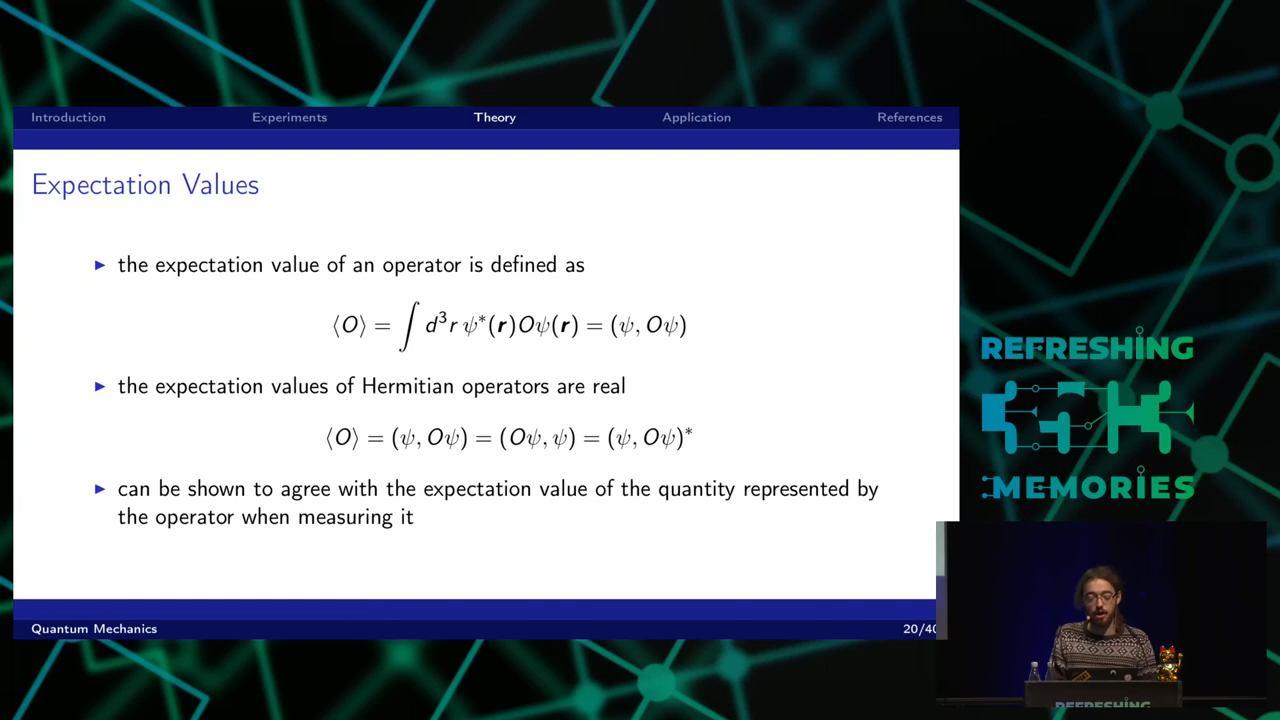 Introduction Experiments Theory Application References
Expectation Values
▶ the expectation value of an operator is defined as
⟨O⟩ = ∫ d³r ψ*(r)Oψ(r) = (ψ, Oψ)
▶ the expectation values of Hermitian operators are real
⟨O⟩ = (ψ, Oψ) = (Oψ, ψ) = (ψ, Oψ)*
▶ can be shown to agree with the expectation value of the quantity represented by
the operator when measuring it
Quantum Mechanics 20/40
REFRESHING
MEMORIES
REFRESHING